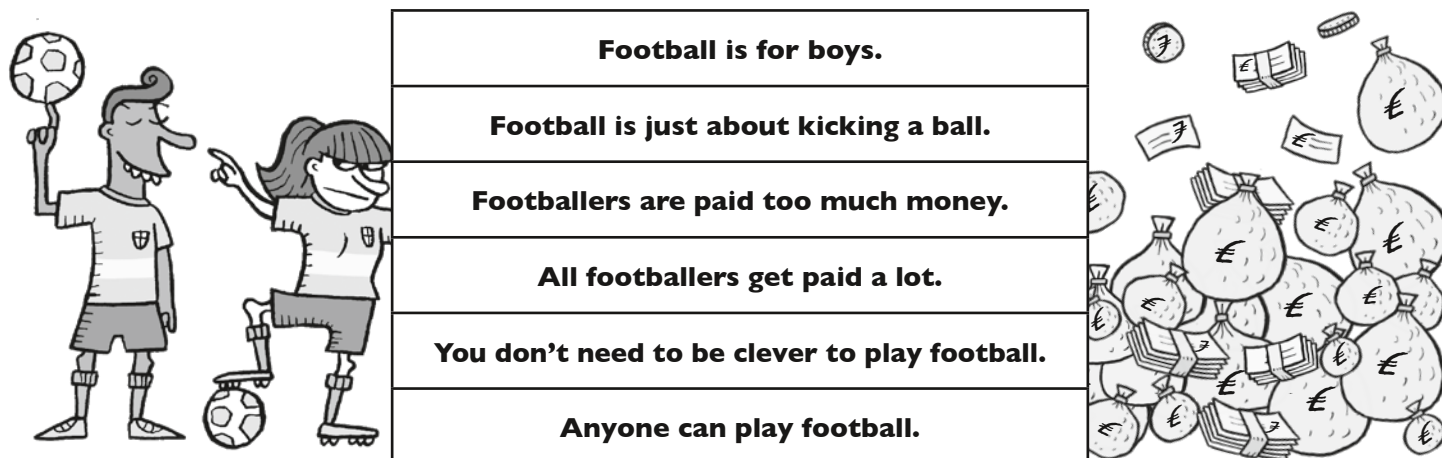 Football is for boys.
Football is just about kicking a ball.
Footballers are paid too much money.
All footballers get paid a lot.
You don't need to be clever to play football.
Anyone can play football.